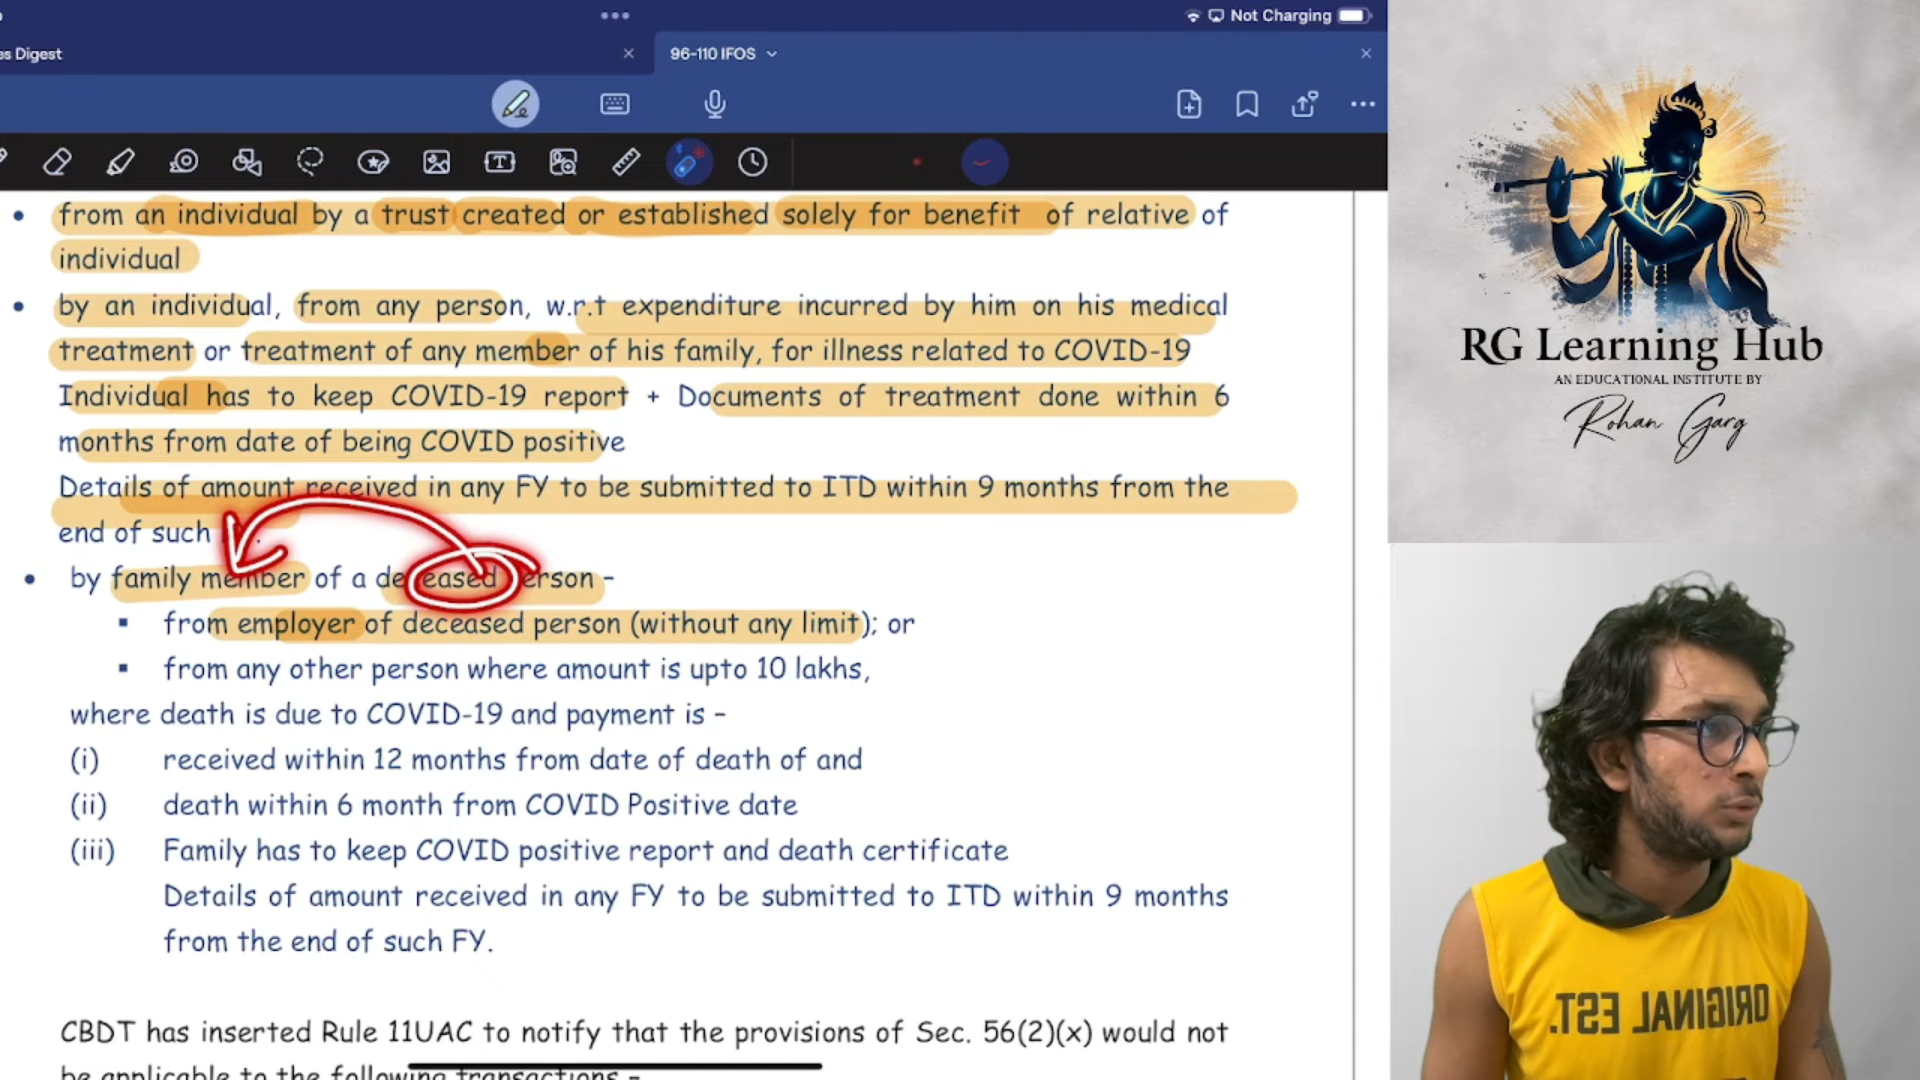 Not Charging
es Digest
96-110 IFOS
from an individual by a trust created or established solely for benefit of relative of
individual
by an individual, from any person, w.r.t expenditure incurred by him on his medical
treatment or treatment of any member of his family, for illness related to COVID-19
Individual has to keep COVID-19 report + Documents of treatment done within 6
months from date of being COVID positive
Details of amount received in any FY to be submitted to ITD within 9 months from the
end of such
by family member of a deceased person –
from employer of deceased person (without any limit); or
from any other person where amount is upto 10 lakhs,
where death is due to COVID-19 and payment is –
(i) received within 12 months from date of death of and
(ii) death within 6 month from COVID Positive date
(iii) Family has to keep COVID positive report and death certificate
Details of amount received in any FY to be submitted to ITD within 9 months
from the end of such FY.
CBDT has inserted Rule 11UAC to notify that the provisions of Sec. 56(2)(x) would not
be applicable to the following transactions –
RG Learning Hub
AN EDUCATIONAL INSTITUTE BY
Rohan Garg
ORIGINAL EST.